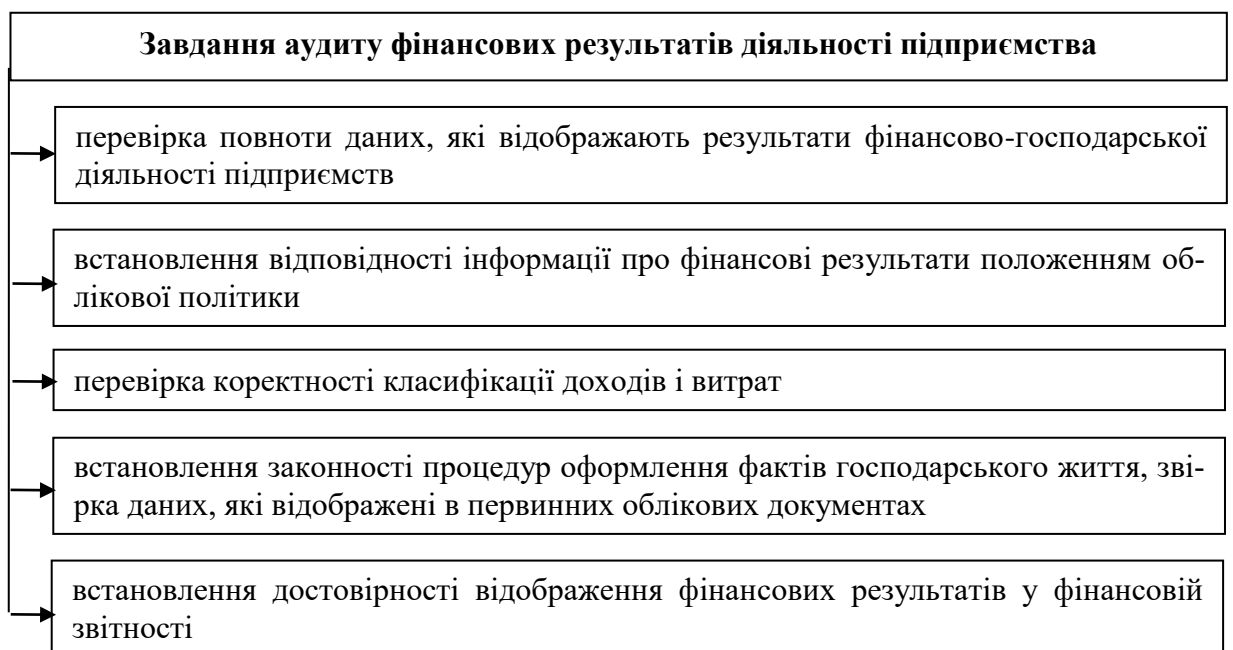 Завдання аудиту фінансових результатів діяльності підприємства
перевірка повноти даних, які відображають результати фінансово-господарської
діяльності підприємств
встановлення відповідності інформації про фінансові результати положенням об-
лікової політики
перевірка коректності класифікації доходів і витрат
встановлення законності процедур оформлення фактів господарського життя, зві-
рка даних, які відображені в первинних облікових документах
встановлення достовірності відображення фінансових результатів у фінансовій
звітності